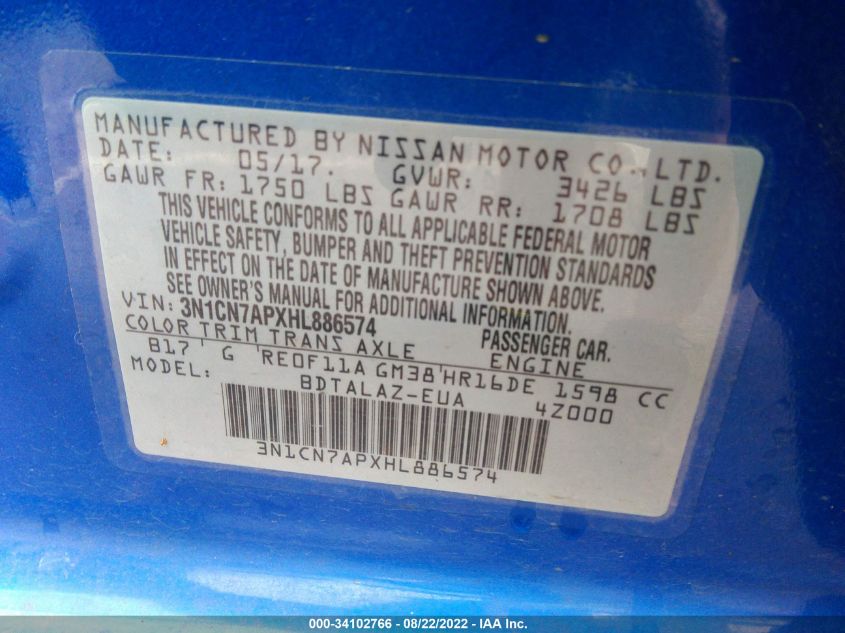 MANUFACTURED BY NISSAN MOTOR CO., LTD.
DATE: 05/17. GVWR: 3426 LBS
GAWR FR: 1750 LBS GAWR RR: 1708 LBS
THIS VEHICLE CONFORMS TO ALL APPLICABLE FEDERAL MOTOR
VEHICLE SAFETY, BUMPER AND THEFT PREVENTION STANDARDS
IN EFFECT ON THE DATE OF MANUFACTURE SHOWN ABOVE.
SEE OWNER'S MANUAL FOR ADDITIONAL INFORMATION.
VIN: 3N1CN7APXHL886574 PASSENGER CAR.
COLOR TRIM TRANS AXLE ENGINE
B17' G 'RE0F11A GM38'HR16DE 1598 CC
MODEL: BDTALAZ-EUA 4Z000
3N1CN7APXHL886574
000-34102766 - 08/22/2022 - IAA Inc.